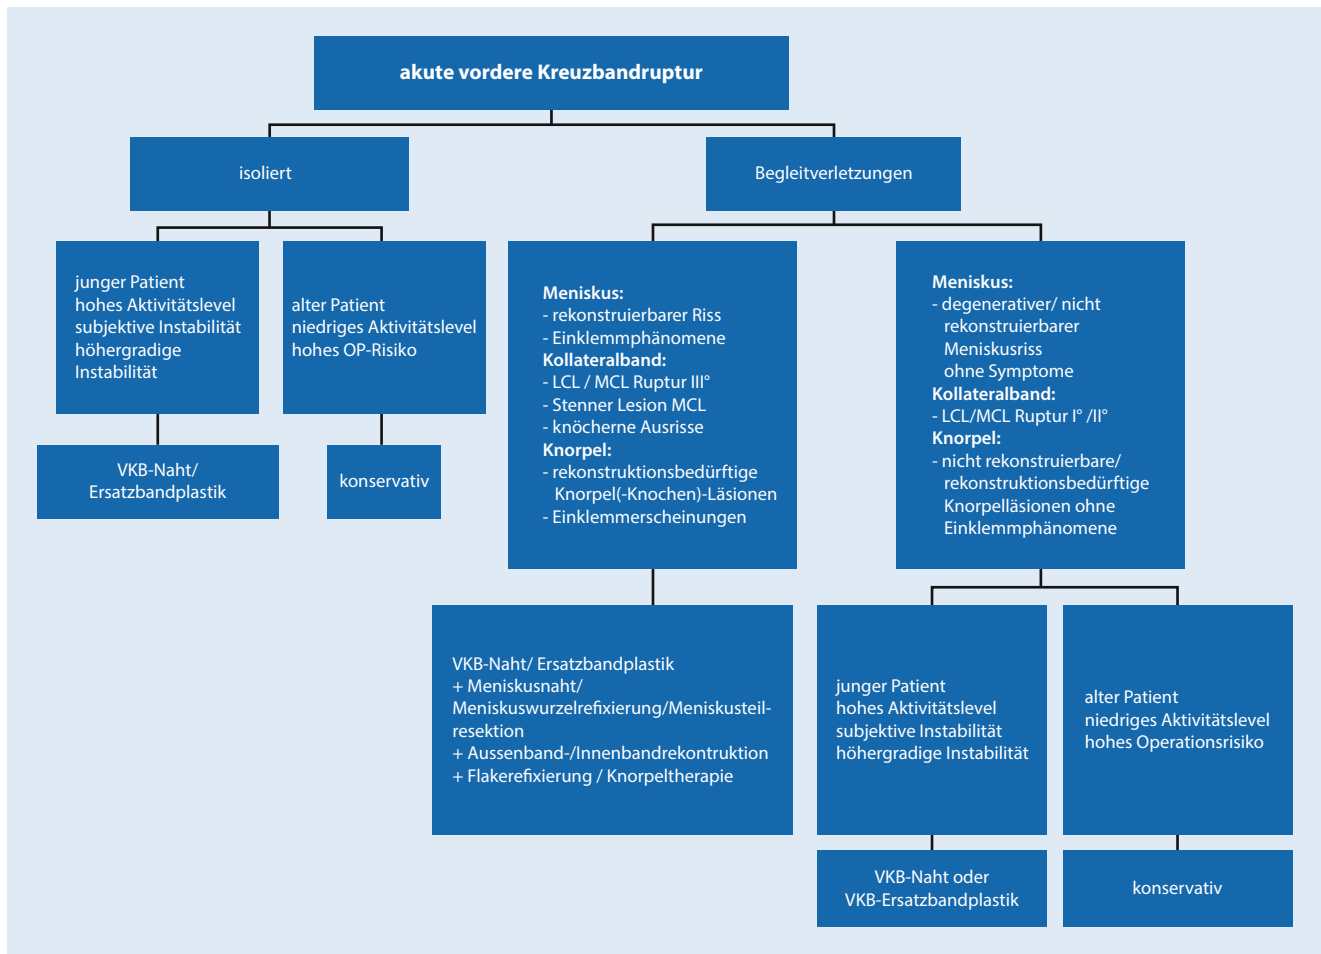 akute vordere Kreuzbandruptur
isoliert
Begleitverletzungen
junger Patient
hohes Aktivitätslevel
subjektive Instabilität
höhergradige
Instabilität
alter Patient
niedriges Aktivitätslevel
hohes OP-Risiko
VKB-Naht/
Ersatzbandplastik
konservativ
Meniskus:
- rekonstruierbarer Riss
- Einklemmphänomene
Kollateralband:
- LCL / MCL Ruptur III°
- Stenner Lesion MCL
- knöcherne Ausrisse
Knorpel:
- rekonstruktionsbedürftige
Knorpel(-Knochen)-Läsionen
- Einklemmerscheinungen
Meniskus:
- degenerativer/ nicht
rekonstruierbarer
Meniskusriss
ohne Symptome
Kollateralband:
- LCL/MCL Ruptur I° /II°
Knorpel:
- nicht rekonstruierbare/
rekonstruktionsbedürftige
Knorpelläsionen ohne
Einklemmphänomene
VKB-Naht/ Ersatzbandplastik
+ Meniskusnaht/
Meniskuswurzelrefixierung/Meniskusteil-
resektion
+ Aussenband-/Innenbandrekontruktion
+ Flakerefixierung / Knorpeltherapie
junger Patient
hohes Aktivitätslevel
subjektive Instabilität
höhergradige Instabilität
alter Patient
niedriges Aktivitätslevel
hohes Operationsrisiko
VKB-Naht oder
VKB-Ersatzbandplastik
konservativ